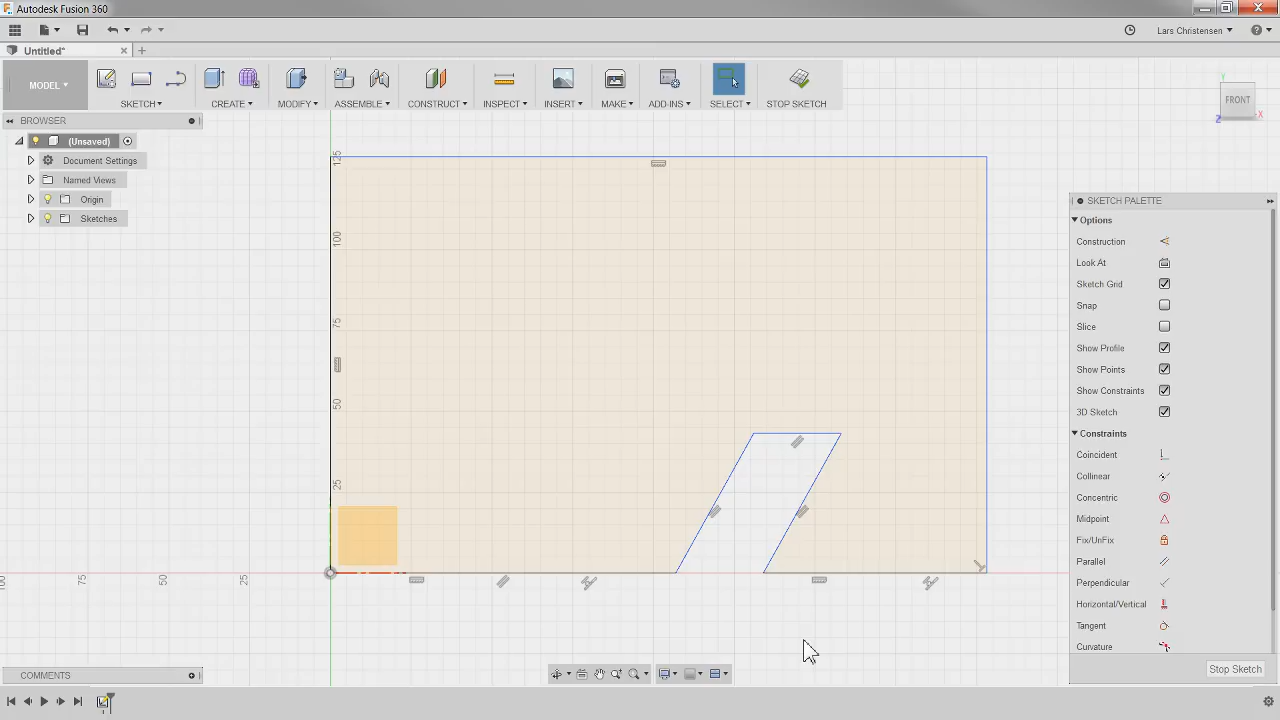 Autodesk Fusion 360
Lars Christensen
Untitled*
MODEL
SKETCH
CREATE
MODIFY
ASSEMBLE
CONSTRUCT
INSPECT
INSERT
MAKE
ADD-INS
SELECT
STOP SKETCH
BROWSER
(Unsaved)
Document Settings
Named Views
Origin
Sketches
Y
FRONT
X
Z
125
100
75
50
25
100
75
50
25
SKETCH PALETTE
Options
Construction
Look At
Sketch Grid
Snap
Slice
Show Profile
Show Points
Show Constraints
3D Sketch
Constraints
Coincident
Collinear
Concentric
Midpoint
Fix/UnFix
Parallel
Perpendicular
Horizontal/Vertical
Tangent
Curvature
Stop Sketch
COMMENTS